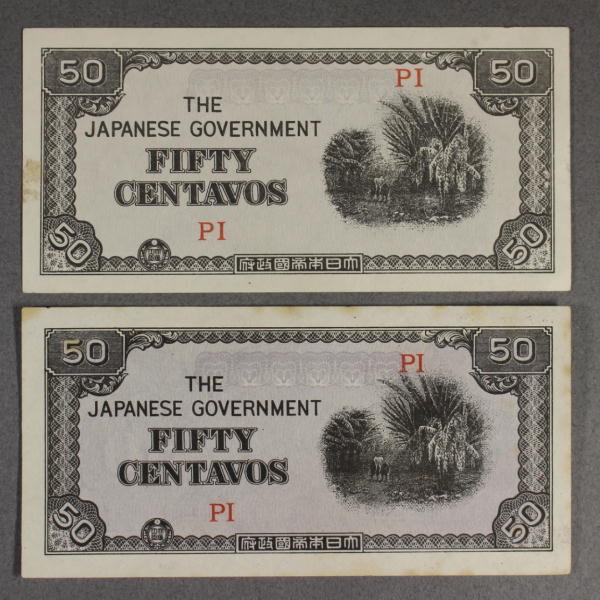 50
PI
50
THE
JAPANESE GOVERNMENT
FIFTY
CENTAVOS
PI
50
府政國帝本日大
50
50
PI
50
THE
JAPANESE GOVERNMENT
FIFTY
CENTAVOS
PI
50
府政國帝本日大
50